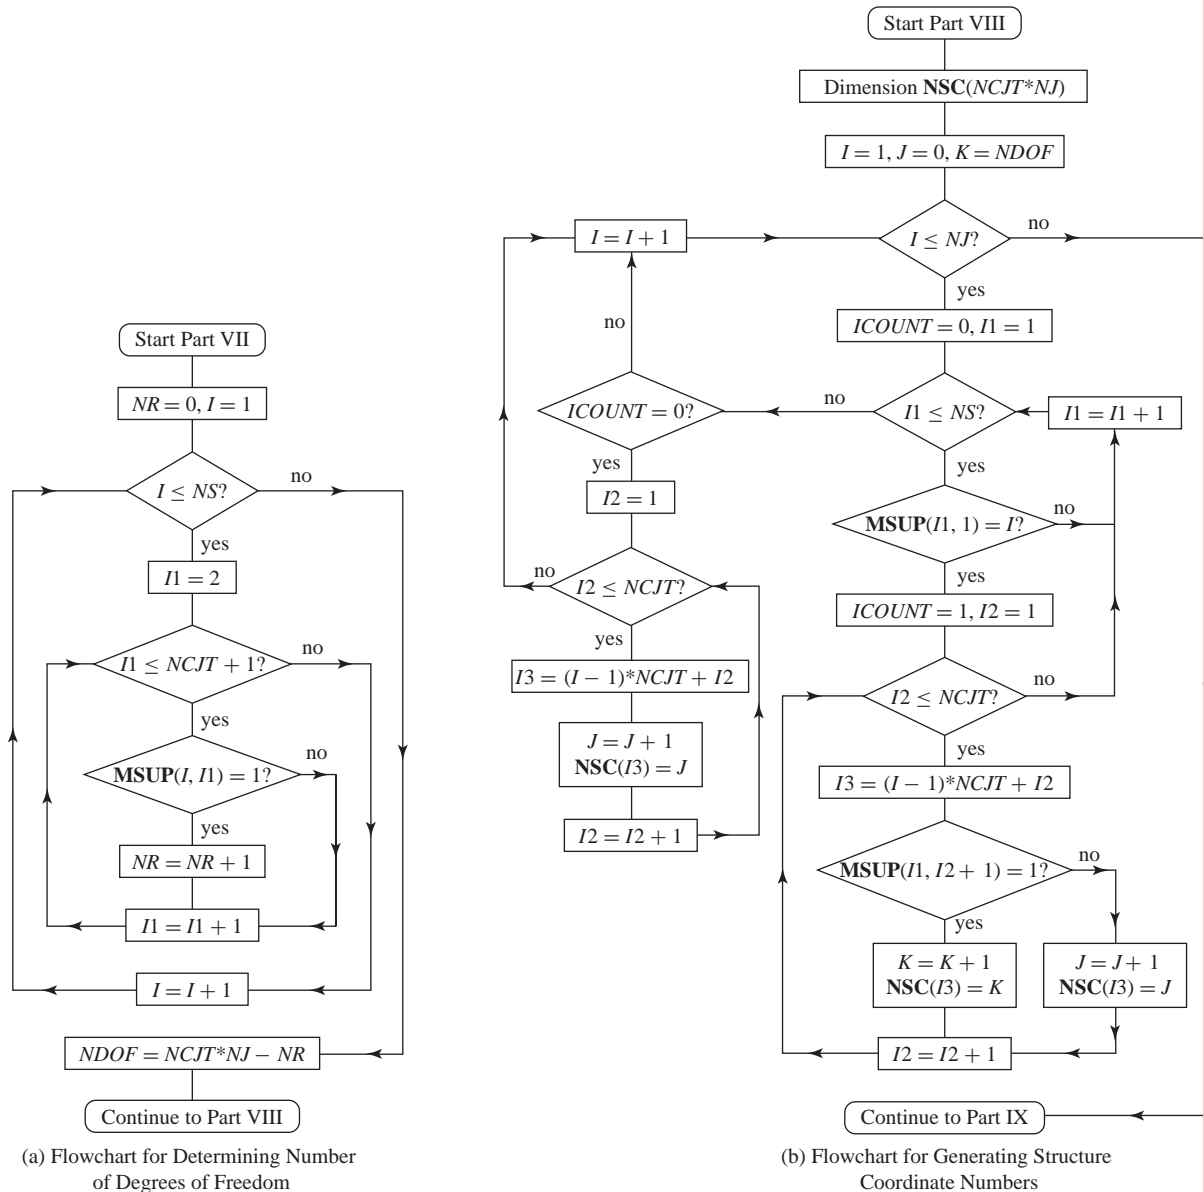 Start Part VII
NR = 0, I = 1
I ≤ NS?
no
yes
I1 = 2
I1 ≤ NCJT + 1?
no
yes
MSUP(I, I1) = 1?
no
yes
NR = NR + 1
I1 = I1 + 1
I = I + 1
NDOF = NCJT*NJ − NR
Continue to Part VIII
(a) Flowchart for Determining Number
of Degrees of Freedom
Start Part VIII
Dimension NSC(NCJT*NJ)
I = 1, J = 0, K = NDOF
I = I + 1
I ≤ NJ?
no
yes
ICOUNT = 0, I1 = 1
no
ICOUNT = 0?
no
I1 ≤ NS?
I1 = I1 + 1
yes
yes
I2 = 1
MSUP(I1, 1) = I?
no
no
I2 ≤ NCJT?
yes
ICOUNT = 1, I2 = 1
yes
I3 = (I − 1)*NCJT + I2
I2 ≤ NCJT?
no
J = J + 1
NSC(I3) = J
yes
I3 = (I − 1)*NCJT + I2
I2 = I2 + 1
MSUP(I1, I2 + 1) = 1?
no
yes
K = K + 1
NSC(I3) = K
J = J + 1
NSC(I3) = J
I2 = I2 + 1
Continue to Part IX
(b) Flowchart for Generating Structure
Coordinate Numbers